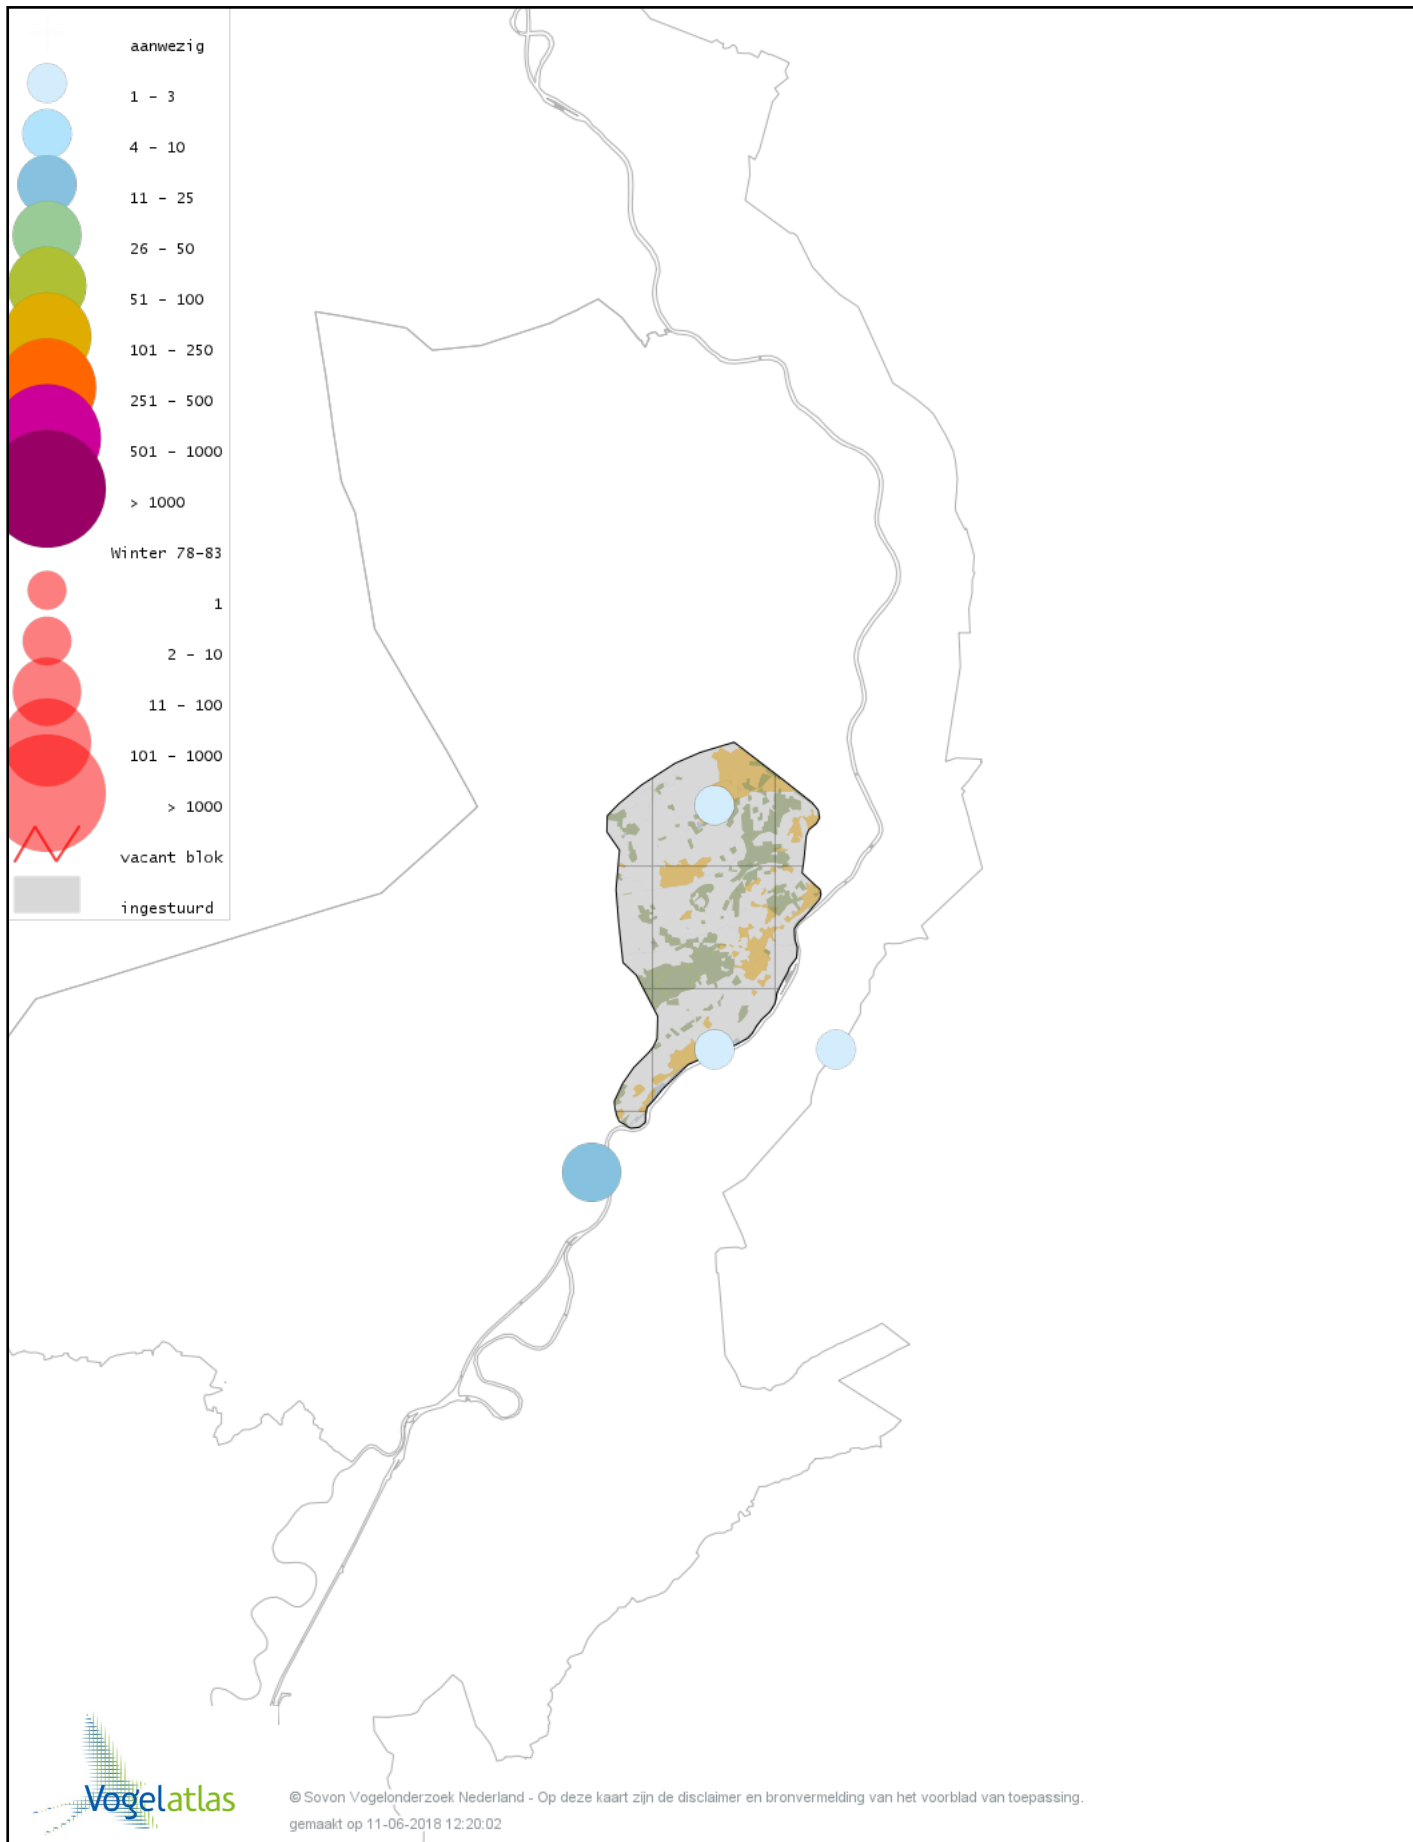 aanwezig
1 - 3
4 - 10
11 - 25
26 - 50
51 - 100
101 - 250
251 - 500
501 - 1000
> 1000
Winter 78-83
1
2 - 10
11 - 100
101 - 1000
> 1000
vacant blok
ingestuurd
Vogelatlas
© Sovon Vogelonderzoek Nederland - Op deze kaart zijn de disclaimer en bronvermelding van het voorblad van toepassing.
gemaakt op 11-06-2018 12:20:02